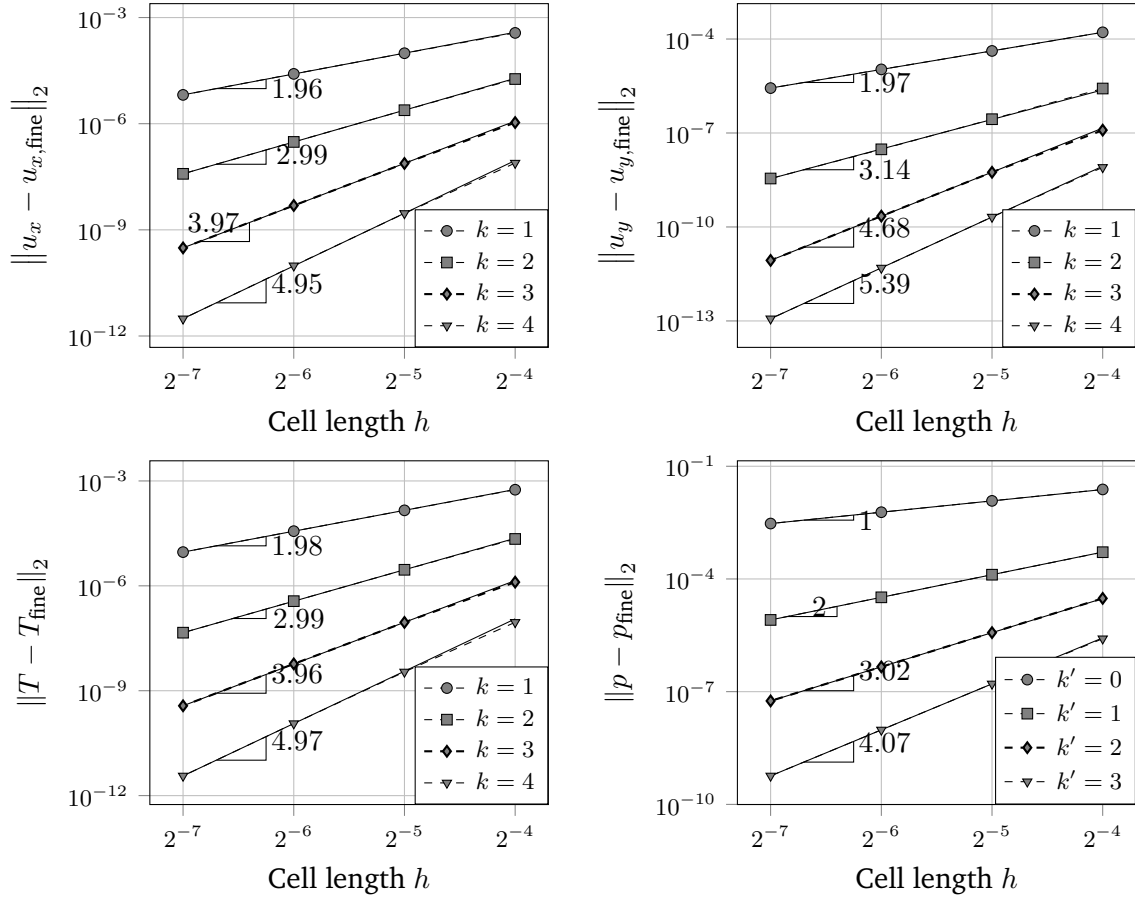 ‖u_x − u_{x,fine}‖_2
10^{−3}
10^{−6}
10^{−9}
10^{−12}
1.96
2.99
3.97
4.95
k = 1
k = 2
k = 3
k = 4
2^{−7} 2^{−6} 2^{−5} 2^{−4}
Cell length h
‖u_y − u_{y,fine}‖_2
10^{−4}
10^{−7}
10^{−10}
10^{−13}
1.97
3.14
4.68
5.39
k = 1
k = 2
k = 3
k = 4
2^{−7} 2^{−6} 2^{−5} 2^{−4}
Cell length h
‖T − T_{fine}‖_2
10^{−3}
10^{−6}
10^{−9}
10^{−12}
1.98
2.99
3.96
4.97
k = 1
k = 2
k = 3
k = 4
2^{−7} 2^{−6} 2^{−5} 2^{−4}
Cell length h
‖p − p_{fine}‖_2
10^{−1}
10^{−4}
10^{−7}
10^{−10}
1
2
3.02
4.07
k′ = 0
k′ = 1
k′ = 2
k′ = 3
2^{−7} 2^{−6} 2^{−5} 2^{−4}
Cell length h